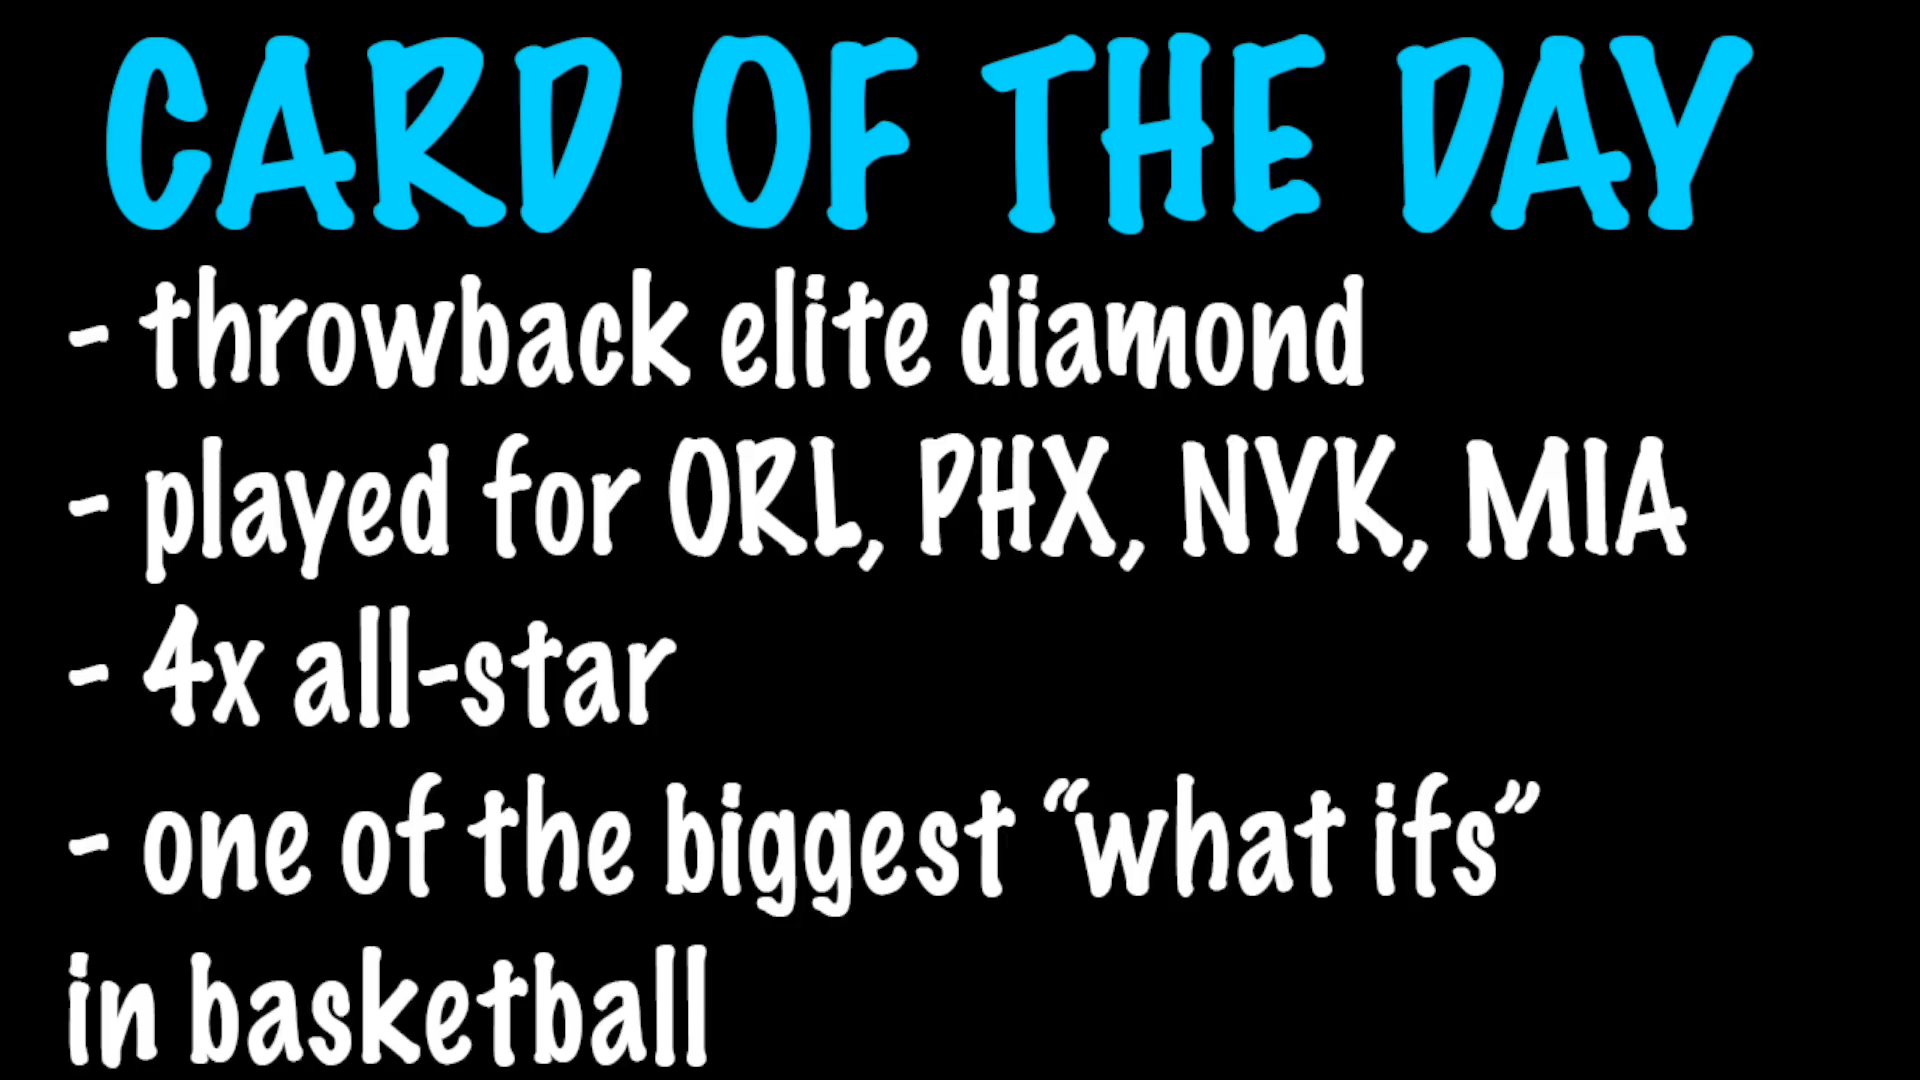 CARD OF THE DAY
- throwback elite diamond
- played for ORL, PHX, NYK, MIA
- 4x all-star
- one of the biggest “what ifs”
in basketball